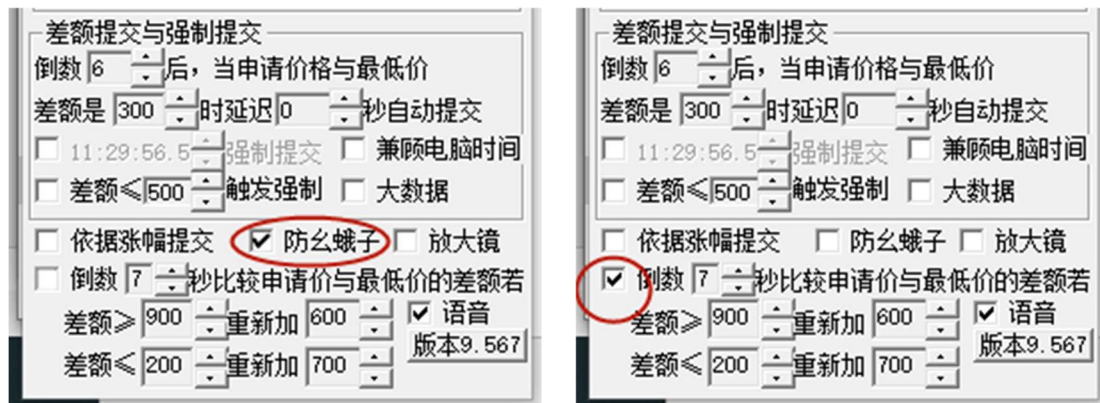 差额提交与强制提交
倒数 6 后，当申请价格与最低价
差额是 300 时延迟 0 秒自动提交
11:29:56.5 强制提交 兼顾电脑时间
差额≤500 触发强制 大数据
依据张幅提交 防幺蛾子 放大镜
倒数 7 秒比较申请价与最低价的差额若
差额≥ 900 重新加 600 语音
差额≤ 200 重新加 700 版本9.567
差额提交与强制提交
倒数 6 后，当申请价格与最低价
差额是 300 时延迟 0 秒自动提交
11:29:56.5 强制提交 兼顾电脑时间
差额≤500 触发强制 大数据
依据张幅提交 防幺蛾子 放大镜
倒数 7 秒比较申请价与最低价的差额若
差额≥ 900 重新加 600 语音
差额≤ 200 重新加 700 版本9.567